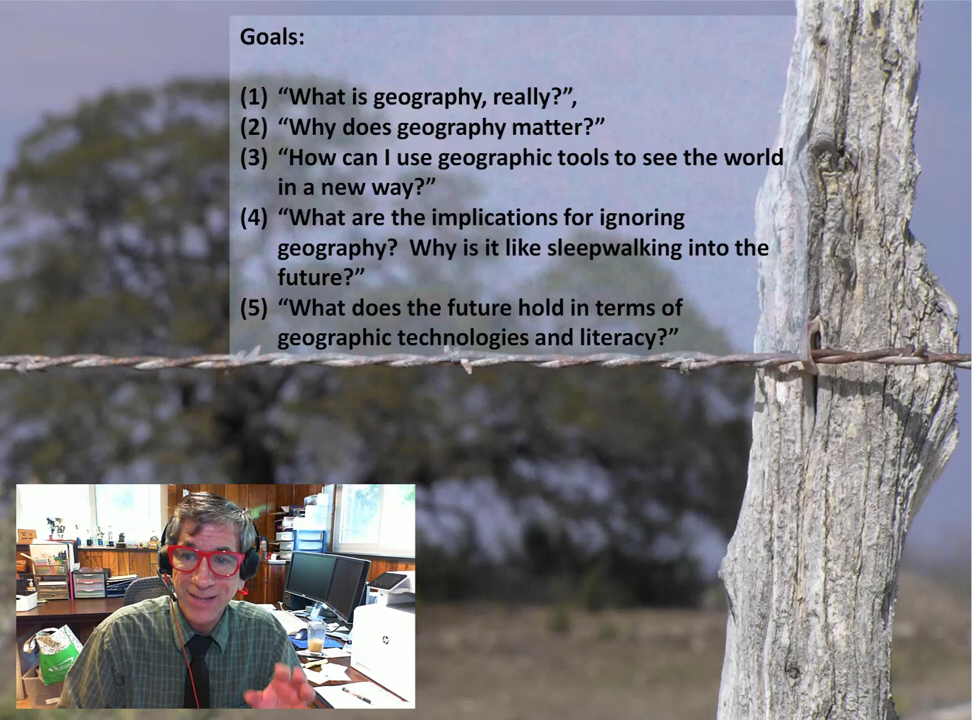 Goals:
(1) “What is geography, really?”,
(2) “Why does geography matter?”
(3) “How can I use geographic tools to see the world
in a new way?”
(4) “What are the implications for ignoring
geography?  Why is it like sleepwalking into the
future?”
(5) “What does the future hold in terms of
geographic technologies and literacy?”
hp